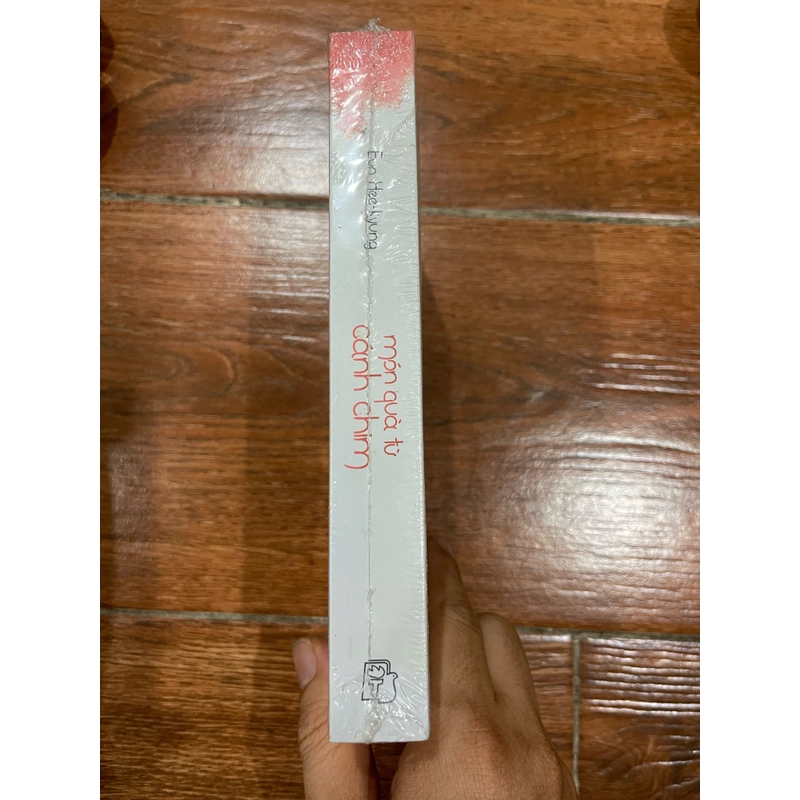 Eun Hee-kyung
món quà từ
cánh chim